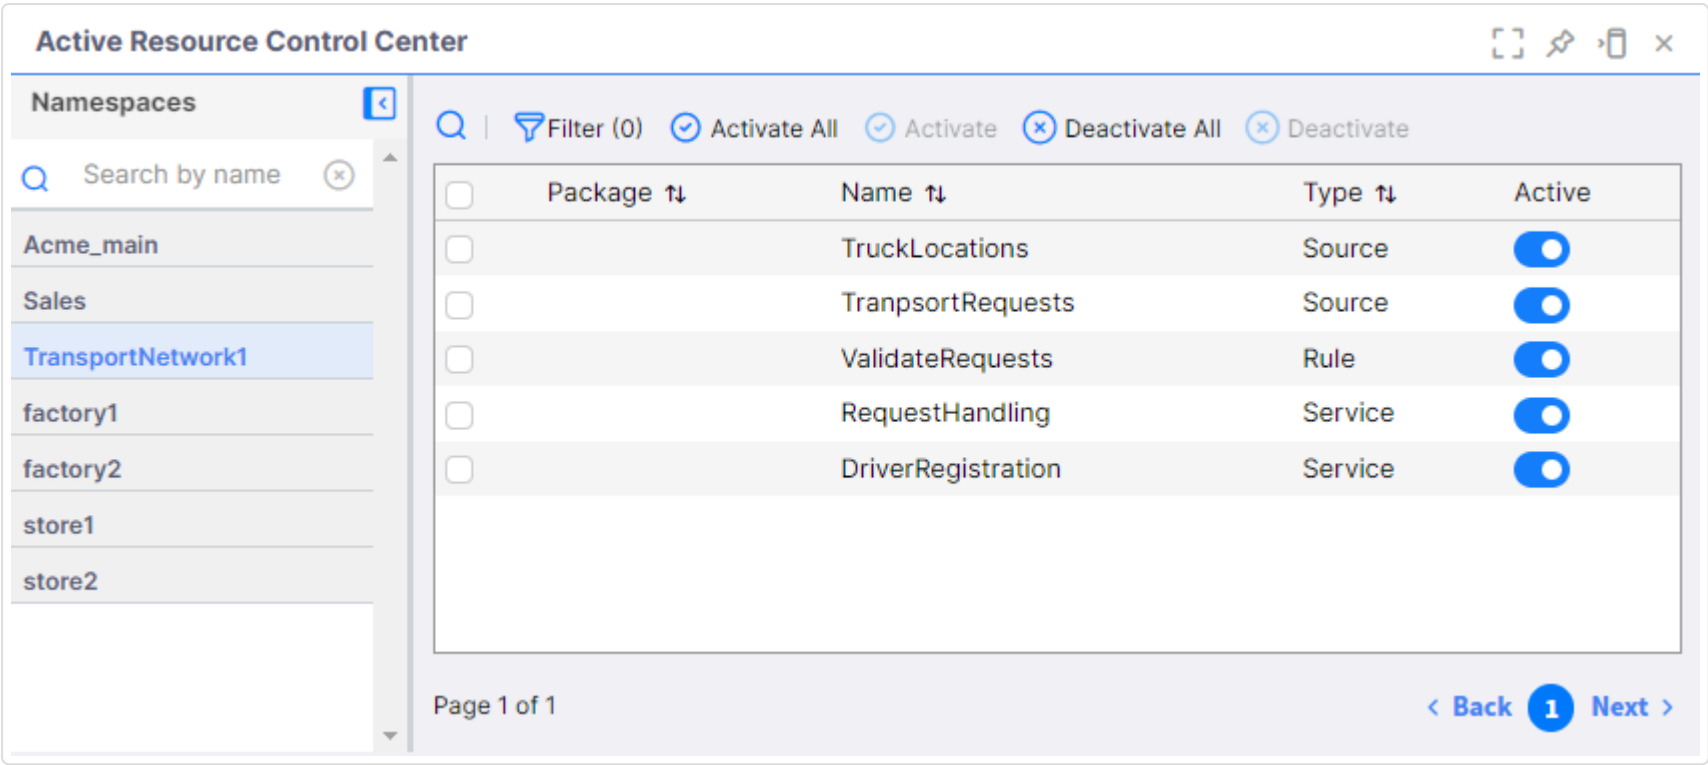 Active Resource Control Center
Namespaces
Search by name
Acme_main
Sales
TransportNetwork1
factory1
factory2
store1
store2
Filter (0) Activate All Activate Deactivate All Deactivate
Package Name Type Active
TruckLocations Source
TranpsortRequests Source
ValidateRequests Rule
RequestHandling Service
DriverRegistration Service
Page 1 of 1
< Back 1 Next >